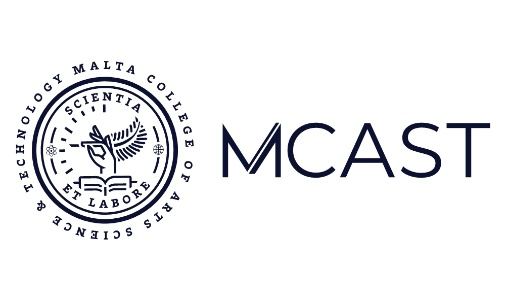 MALTA COLLEGE OF ARTS SCIENCE & TECHNOLOGY
SCIENTIA
ET LABORE
MCAST